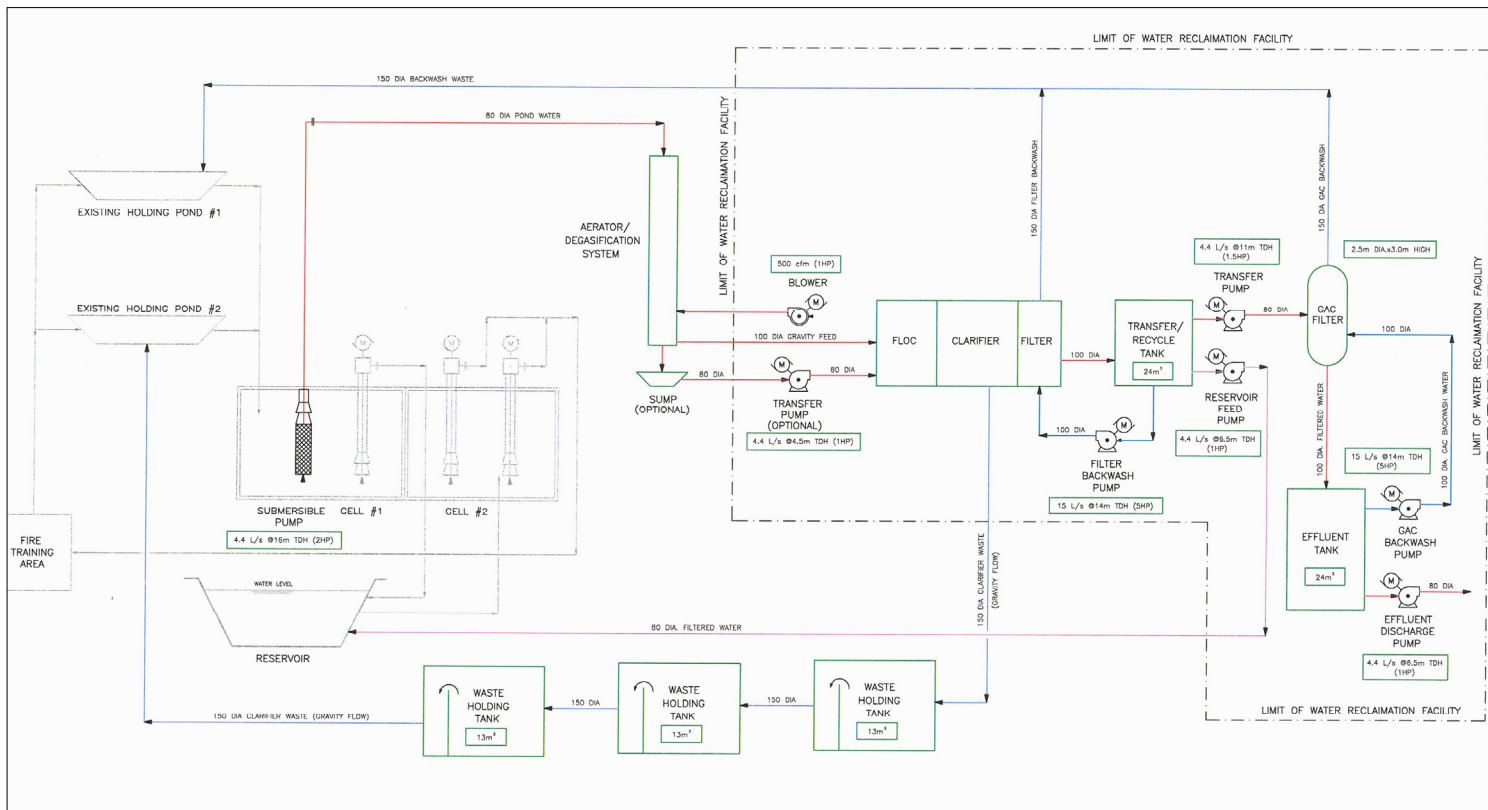 LIMIT OF WATER RECLAIMATION FACILITY
150 DIA BACKWASH WASTE
80 DIA POND WATER
LIMIT OF WATER RECLAIMATION FACILITY
150 DIA FILTER BACKWASH
150 DIA GAC BACKWASH
EXISTING HOLDING POND #1
AERATOR/
DEGASIFICATION
SYSTEM
500 cfm (1HP)
BLOWER
4.4 L/s @11m TDH
(1.5HP)
TRANSFER
PUMP
2.5m DIA.x3.0m HIGH
LIMIT OF WATER RECLAIMATION FACILITY
EXISTING HOLDING POND #2
M
M
M
M
M
80 DIA
GAC
FILTER
100 DIA
100 DIA GRAVITY FEED
FLOC
CLARIFIER
FILTER
100 DIA
TRANSFER/
RECYCLE
TANK
24m³
M
80 DIA
80 DIA
SUMP
(OPTIONAL)
M
TRANSFER
PUMP
(OPTIONAL)
4.4 L/s @4.5m TDH (1HP)
RESERVOIR
FEED
PUMP
4.4 L/s @6.5m TDH
(1HP)
100 DIA
M
100 DIA
FILTER
BACKWASH
PUMP
15 L/s @14m TDH (5HP)
100 DIA. FILTERED WATER
100 DIA. GAC BACKWASH WATER
15 L/s @14m TDH
(5HP)
M
GAC
BACKWASH
PUMP
SUBMERSIBLE
PUMP
CELL #1
CELL #2
4.4 L/s @16m TDH (2HP)
FIRE
TRAINING
AREA
EFFLUENT
TANK
24m³
M
80 DIA
EFFLUENT
DISCHARGE
PUMP
4.4 L/s @6.5m TDH
(1HP)
WATER LEVEL
RESERVOIR
80 DIA. FILTERED WATER
150 DIA CLARIFIER WASTE
(GRAVITY FLOW)
150 DIA CLARIFIER WASTE (GRAVITY FLOW)
WASTE
HOLDING
TANK
13m³
150 DIA
WASTE
HOLDING
TANK
13m³
150 DIA
WASTE
HOLDING
TANK
13m³
LIMIT OF WATER RECLAIMATION FACILITY